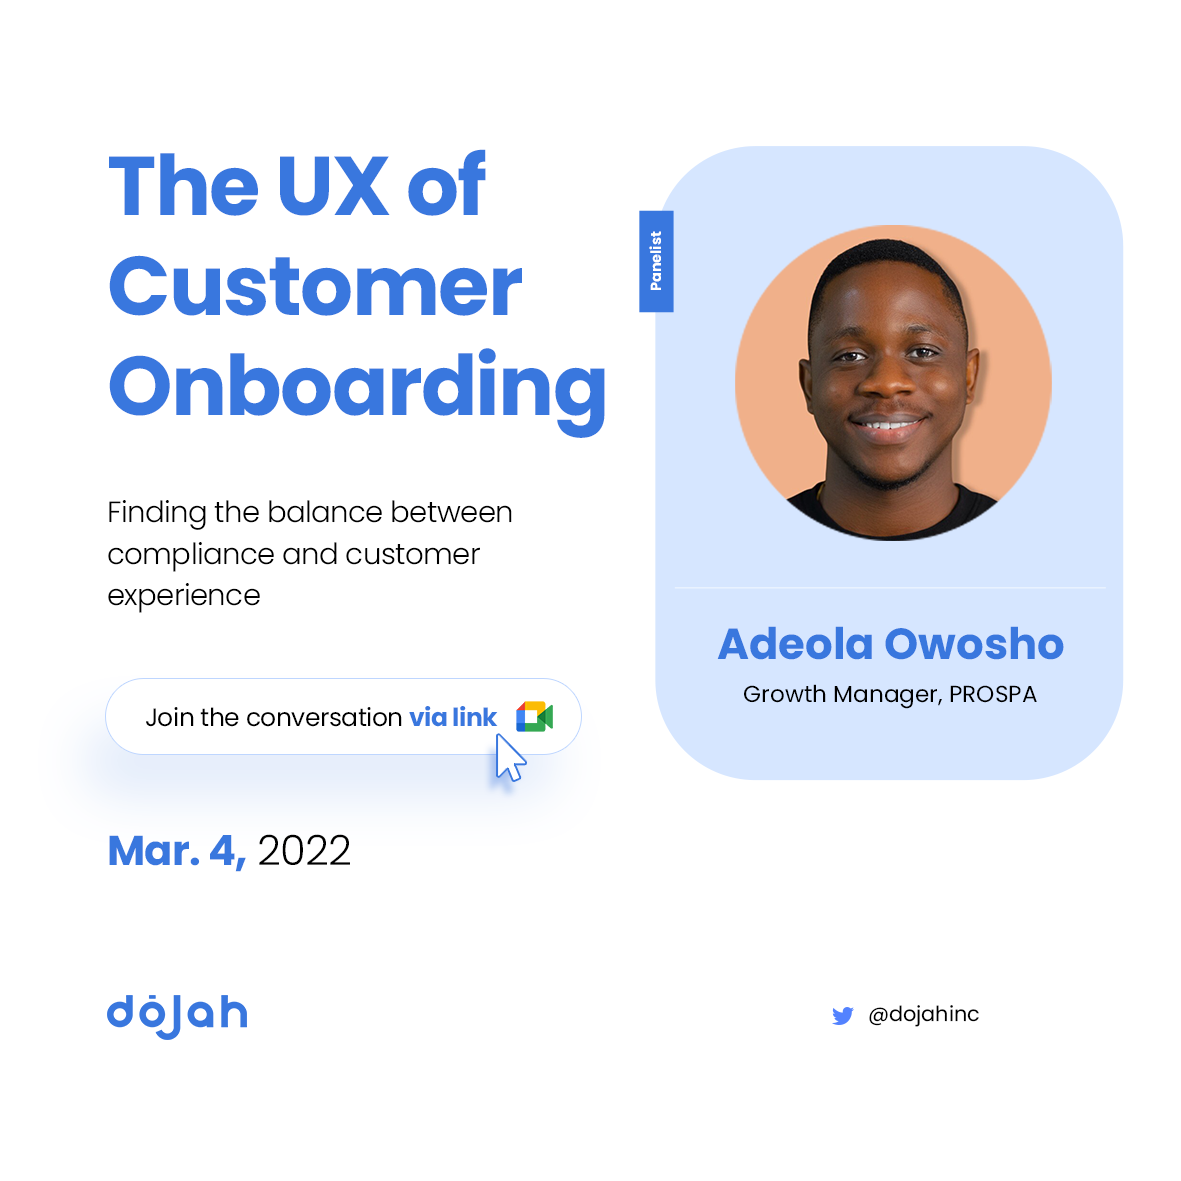 The UX of
Customer
Onboarding
Finding the balance between
compliance and customer
experience
Join the conversation via link
Mar. 4, 2022
dojah
Panelist
Adeola Owosho
Growth Manager, PROSPA
@dojahinc